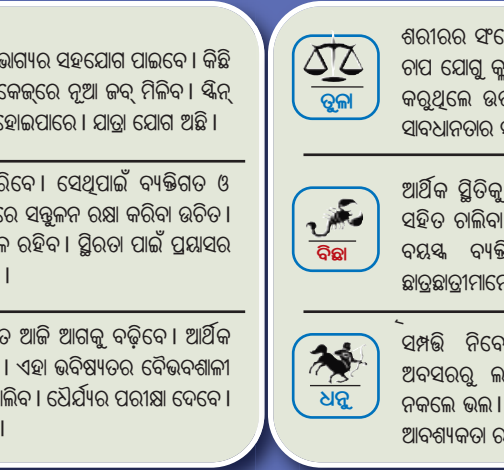 ଭାଗ୍ୟର ସହଯୋଗ ପାଇବେ । କିଛି
କେଜ୍‌ରେ ନୂଆ ଜବ୍ ମିଳିବ । ସ୍କିନ୍
ହୋଇପାରେ । ଯାତ୍ରା ଯୋଗ ଅଛି ।
ରିବେ । ସେଥିପାଇଁ ବ୍ୟକ୍ତିଗତ ଓ
ରେ ସନ୍ତୁଳନ ରକ୍ଷା କରିବା ଉଚିତ ।
ଳ ରହିବ । ସ୍ଥିରତା ପାଇଁ ପ୍ରୟାସର
।
ତ ଆଜି ଆଗକୁ ବଢ଼ିବେ । ଆର୍ଥିକ
। ଏହା ଭବିଷ୍ୟତର ବୈଭବଶାଳୀ
ାଲିବ । ଧୈର୍ଯ୍ୟର ପରୀକ୍ଷା ଦେବେ ।
।
ତୁଳା
ଶରୀରର ସଂ
ଚାପ ଯୋଗୁ
କରୁଥିଲେ
ସାବଧାନତାର
ବିଛା
ଆର୍ଥିକ ସ୍ଥିତିକୁ
ସହିତ ଚାଲିବା
ବୟସ୍କ ବ୍ୟକ୍ତି
ଛାତ୍ରଛାତ୍ରୀମାନେ
ଧନୁ
ସମ୍ପତ୍ତି ନିବେ
ଅବସରରୁ ଲ
ନକଲେ ଭଲ ।
ଆବଶ୍ୟକତା